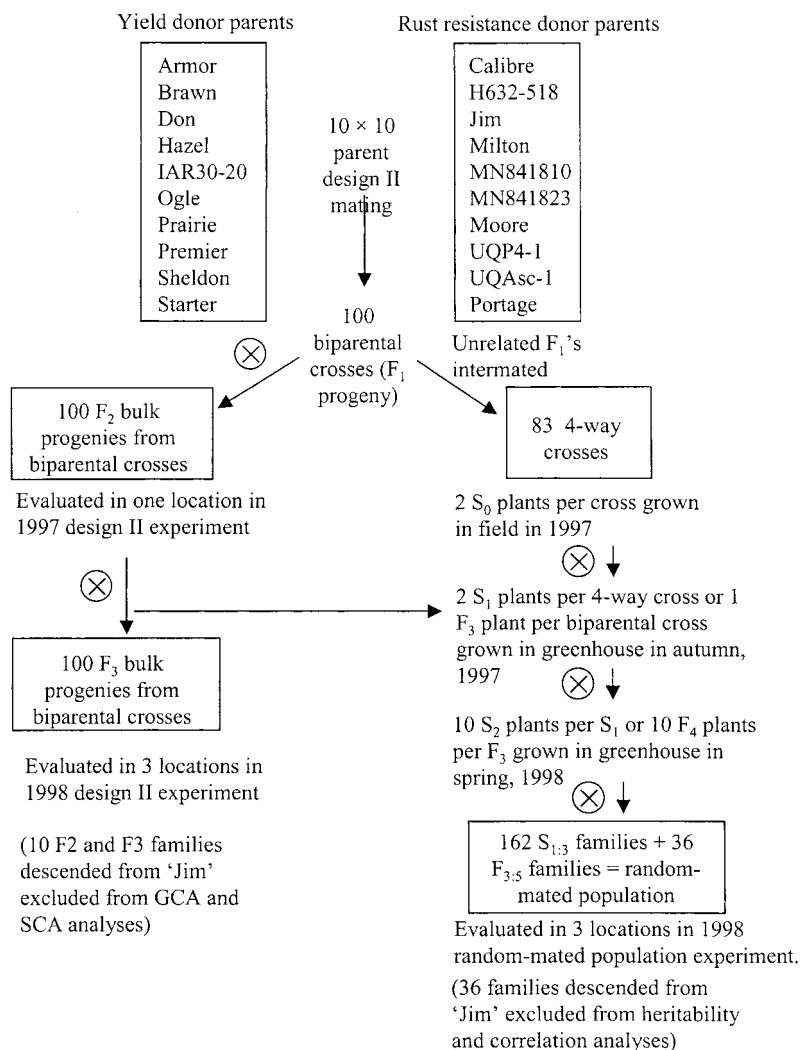 Yield donor parents
Rust resistance donor parents
Armor
Brawn
Don
Hazel
IAR30-20
Ogle
Prairie
Premier
Sheldon
Starter
10 × 10
parent
design II
mating
Calibre
H632-518
Jim
Milton
MN841810
MN841823
Moore
UQP4-1
UQAsc-1
Portage
100
biparental
crosses (F₁
progeny)
Unrelated F₁'s
intermated
100 F₂ bulk
progenies from
biparental crosses
83 4-way
crosses
Evaluated in one location in
1997 design II experiment
2 S₀ plants per cross grown
in field in 1997
2 S₁ plants per 4-way cross or 1
F₃ plant per biparental cross
grown in greenhouse in autumn,
1997
100 F₃ bulk
progenies from
biparental crosses
10 S₂ plants per S₁ or 10 F₄ plants
per F₃ grown in greenhouse in
spring, 1998
Evaluated in 3 locations in
1998 design II experiment
(10 F2 and F3 families
descended from ‘Jim’
excluded from GCA and
SCA analyses)
162 S₁:₃ families + 36
F₃:₅ families = random-
mated population
Evaluated in 3 locations in 1998
random-mated population experiment.
(36 families descended from
‘Jim’ excluded from heritability
and correlation analyses)